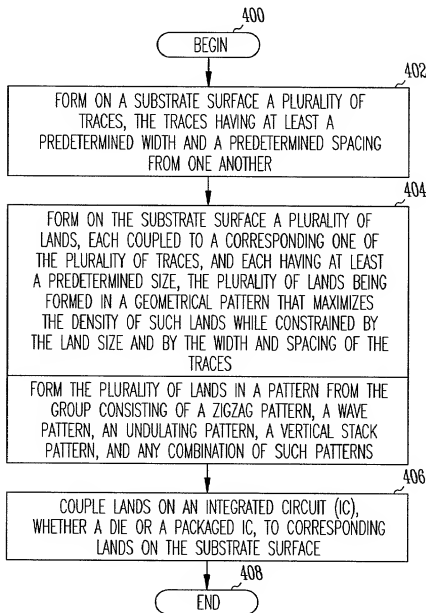 400
BEGIN
402
FORM ON A SUBSTRATE SURFACE A PLURALITY OF
TRACES, THE TRACES HAVING AT LEAST A
PREDETERMINED WIDTH AND A PREDETERMINED SPACING
FROM ONE ANOTHER
404
FORM ON THE SUBSTRATE SURFACE A PLURALITY OF
LANDS, EACH COUPLED TO A CORRESPONDING ONE OF
THE PLURALITY OF TRACES, AND EACH HAVING AT LEAST
A PREDETERMINED SIZE, THE PLURALITY OF LANDS BEING
FORMED IN A GEOMETRICAL PATTERN THAT MAXIMIZES
THE DENSITY OF SUCH LANDS WHILE CONSTRAINED BY
THE LAND SIZE AND BY THE WIDTH AND SPACING OF THE
TRACES
FORM THE PLURALITY OF LANDS IN A PATTERN FROM THE
GROUP CONSISTING OF A ZIGZAG PATTERN, A WAVE
PATTERN, AN UNDULATING PATTERN, A VERTICAL STACK
PATTERN, AND ANY COMBINATION OF SUCH PATTERNS
406
COUPLE LANDS ON AN INTEGRATED CIRCUIT (IC),
WHETHER A DIE OR A PACKAGED IC, TO CORRESPONDING
LANDS ON THE SUBSTRATE SURFACE
408
END